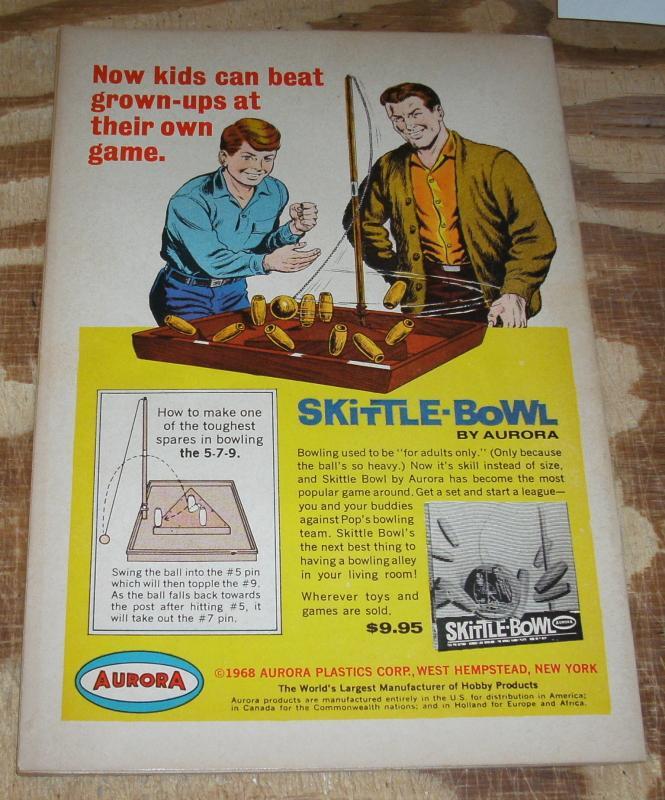 Now kids can beat
grown-ups at
their own
game.
How to make one
of the toughest
spares in bowling
the 5-7-9.
Swing the ball into the #5 pin
which will then topple the #9.
As the ball falls back towards
the post after hitting #5, it
will take out the #7 pin.
SKiTTLE-BoWL
BY AURORA
Bowling used to be "for adults only." (Only because
the ball's so heavy.) Now it's skill instead of size,
and Skittle Bowl by Aurora has become the most
popular game around. Get a set and start a league—
you and your buddies
against Pop's bowling
team. Skittle Bowl's
the next best thing to
having a bowling alley
in your living room!
Wherever toys and
games are sold.
$9.95
SKiTTLE-BoWL
AURORA
AURORA
©1968 AURORA PLASTICS CORP., WEST HEMPSTEAD, NEW YORK
The World's Largest Manufacturer of Hobby Products
Aurora products are manufactured entirely in the U.S. for distribution in America;
in Canada for the Commonwealth nations; and in Holland for Europe and Africa.